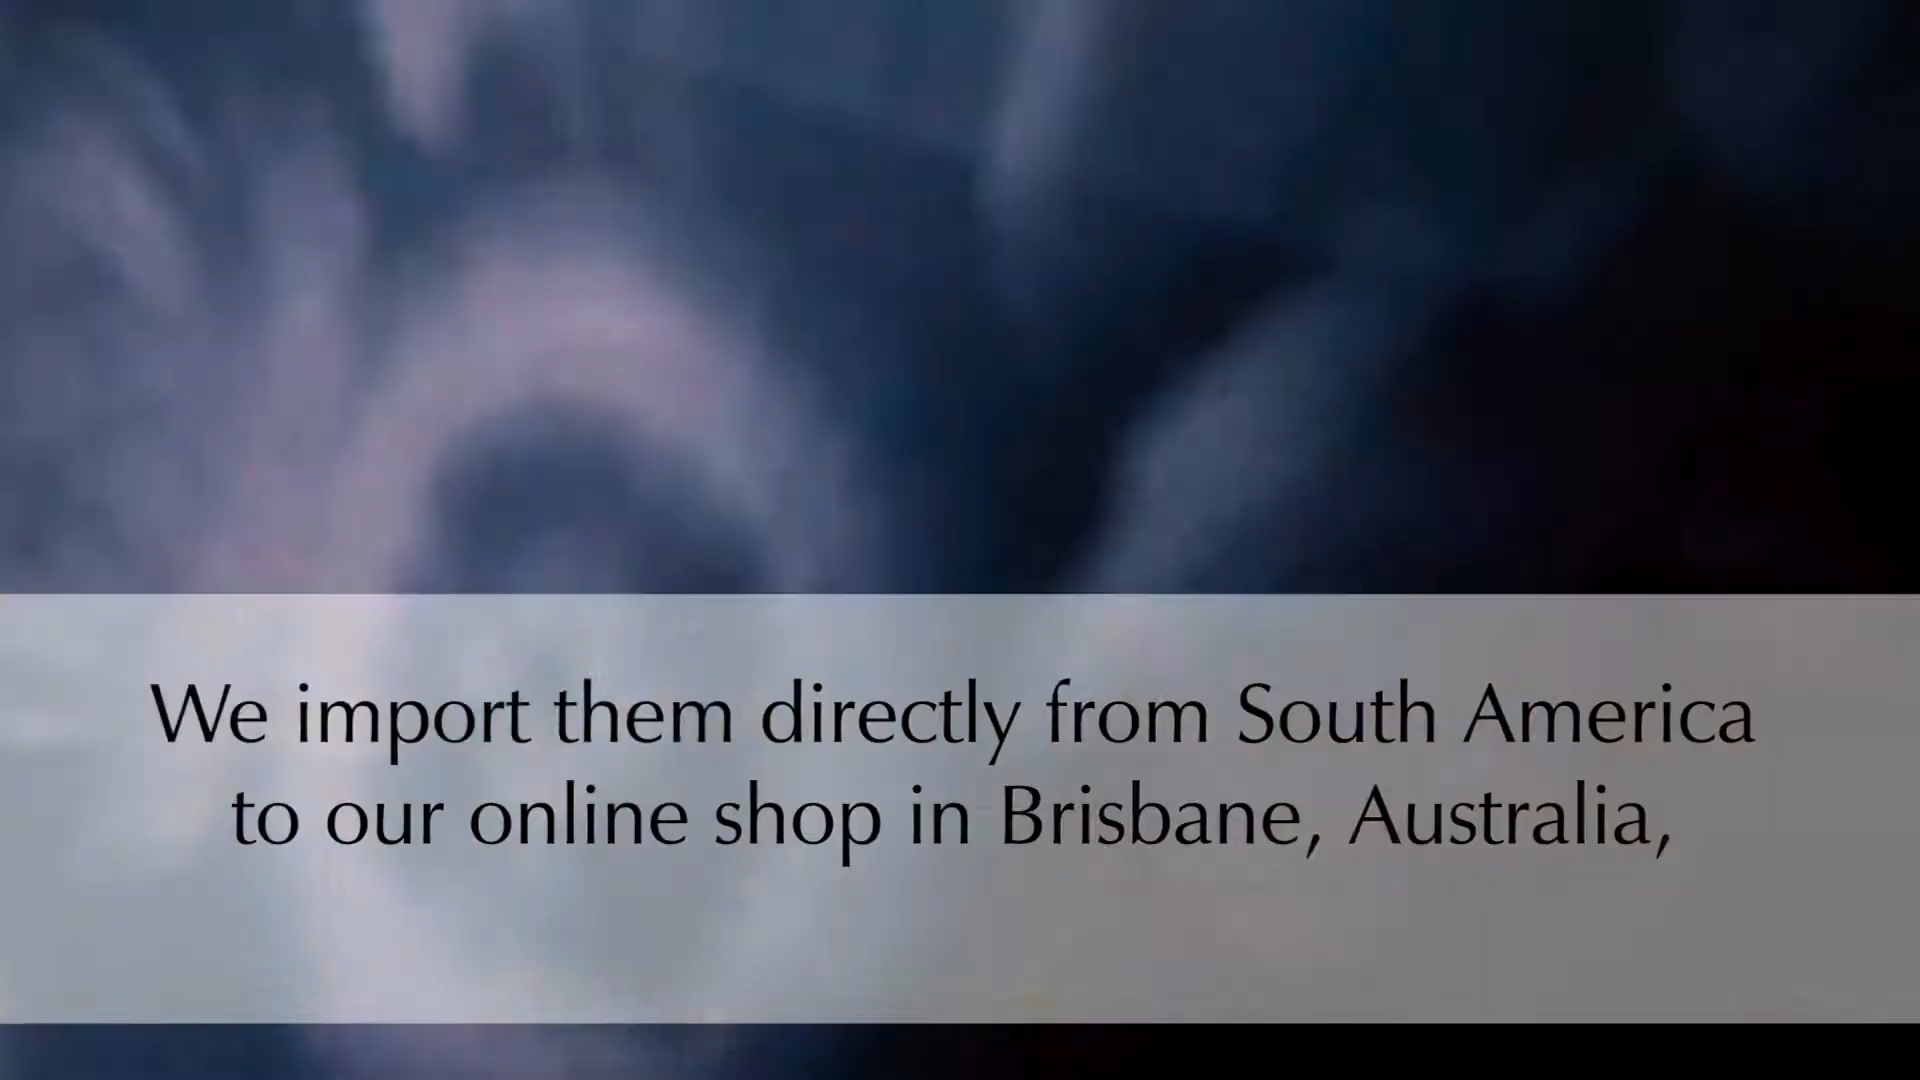 We import them directly from South America
to our online shop in Brisbane, Australia,